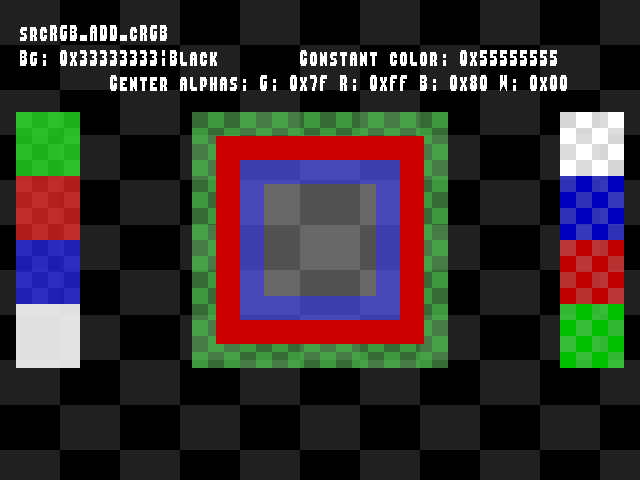 srcRGB_ADD_cRGB
Bg: 0x33333333;Black Constant color: 0x55555555
Center alphas: G: 0x7f R: 0xff B: 0x80 W: 0x00